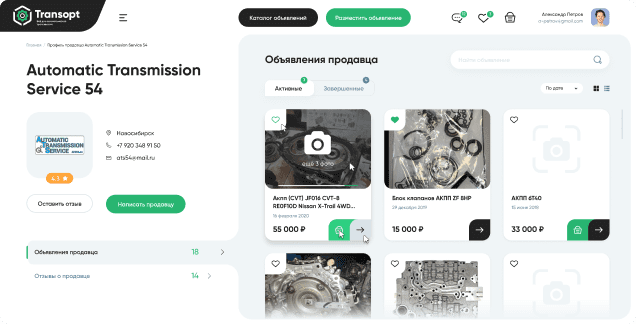 Transopt
Каталог объявлений
Разместить объявление
Александр Петров
a-petrov@gmail.com
Главная
Профиль продавца Automatic Transmission Service 54
Automatic Transmission
Service 54
AUTOMATIC
TRANSMISSION
SERVICE
Новосибирск
+7 920 348 91 50
ats54@mail.ru
4.3
Оставить отзыв
Написать продавцу
Объявления продавца 18
Отзывы о продавце 14
Объявления продавца
Активные
Завершенные
Поиск объявлений
По дате
ещё 3 фото
Акпп (CVT) JF016 CVT-8
RE0F10D Nissan X-Trail 4WD...
16 февраля 2020
55 000 ₽
Блок клапанов АКПП ZF 8HP
29 декабря 2019
15 000 ₽
АКПП 6T40
10 июня 2019
33 000 ₽